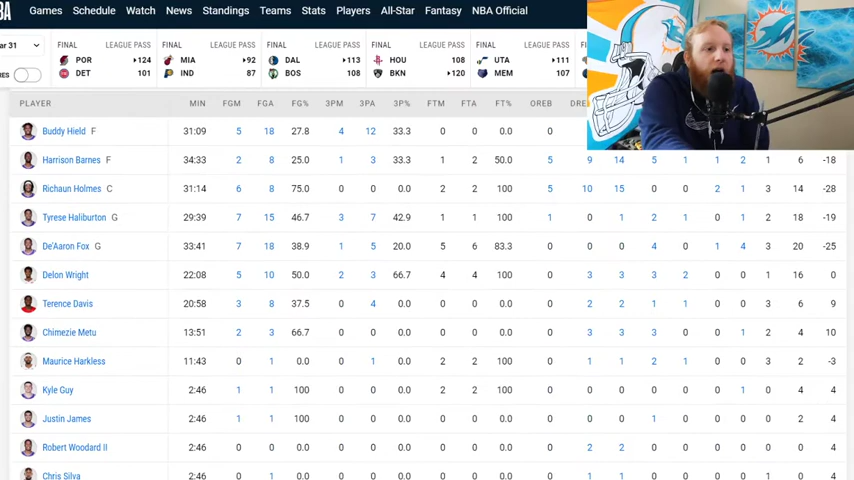 BA Games Schedule Watch News Standings Teams Stats Players All-Star Fantasy NBA Official
ar 31 FINAL LEAGUE PASS FINAL LEAGUE PASS FINAL LEAGUE PASS FINAL LEAGUE PASS FINAL LEAGUE PASS
POR 124 MIA 92 DAL 113 HOU 108 UTA 111
RES DET 101 IND 87 BOS 108 BKN 120 MEM 107
PLAYER MIN FGM FGA FG% 3PM 3PA 3P% FTM FTA FT% OREB DRE
Buddy Hield F 31:09 5 18 27.8 4 12 33.3 0 0 0.0 0
Harrison Barnes F 34:33 2 8 25.0 1 3 33.3 1 2 50.0 5 9 14 5 1 1 2 1 6 -18
Richaun Holmes C 31:14 6 8 75.0 0 0 0.0 2 2 100 5 10 15 0 0 2 1 3 14 -28
Tyrese Haliburton G 29:39 7 15 46.7 3 7 42.9 1 1 100 1 0 1 2 1 0 1 2 18 -19
De'Aaron Fox G 33:41 7 18 38.9 1 5 20.0 5 6 83.3 0 0 0 4 0 1 4 3 20 -25
Delon Wright 22:08 5 10 50.0 2 3 66.7 4 4 100 0 3 3 3 2 0 0 1 16 0
Terence Davis 20:58 3 8 37.5 0 4 0.0 0 0 0.0 0 2 2 1 1 0 0 3 6 9
Chimezie Metu 13:51 2 3 66.7 0 0 0.0 0 0 0.0 0 3 3 3 0 0 1 2 4 10
Maurice Harkless 11:43 0 1 0.0 0 1 0.0 2 2 100 0 1 1 2 1 0 0 3 2 -3
Kyle Guy 2:46 1 1 100 0 0 0.0 2 2 100 0 0 0 0 0 0 1 0 4 4
Justin James 2:46 1 1 100 0 0 0.0 0 0 0.0 0 0 0 1 0 0 0 0 2 4
Robert Woodard II 2:46 0 0 0.0 0 0 0.0 0 0 0.0 0 2 2 0 0 0 0 0 0 4
Chris Silva 2:46 0 1 0.0 0 0 0.0 0 0 0.0 0 1 1 0 0 0 0 1 0 4